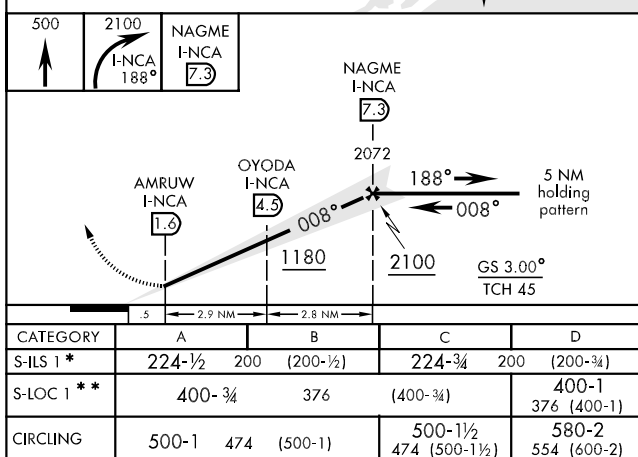 500
2100
I-NCA
188°
NAGME
I-NCA
7.3
NAGME
I-NCA
7.3
2072
OYODA
I-NCA
4.5
AMRUW
I-NCA
1.6
188°
008°
008°
5 NM
holding
pattern
1180
2100
GS 3.00°
TCH 45
.5
2.9 NM
2.8 NM
CATEGORY A B C D
S-ILS 1* 224-½ 200 (200-½) 224-¾ 200 (200-¾)
S-LOC 1** 400-¾ 376 (400-¾) 400-1
376 (400-1)
CIRCLING 500-1 474 (500-1) 500-1½
474 (500-1½) 580-2
554 (600-2)